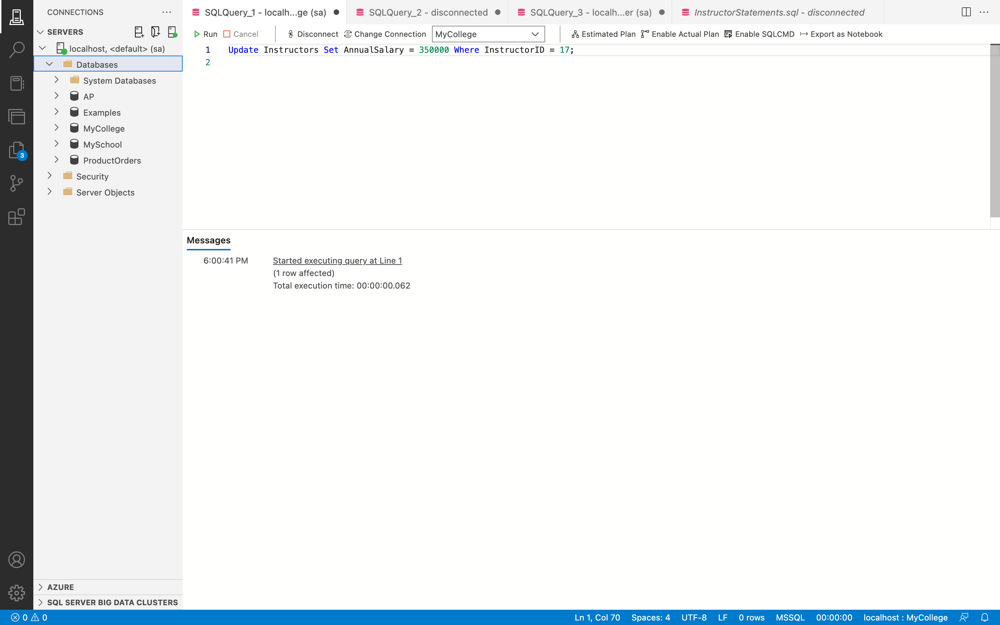 CONNECTIONS
SERVERS
localhost, <default> (sa)
Databases
System Databases
AP
Examples
MyCollege
MySchool
ProductOrders
Security
Server Objects
3
AZURE
SQL SERVER BIG DATA CLUSTERS
SQLQuery_1 - localh...ge (sa) SQLQuery_2 - disconnected SQLQuery_3 - localh...er (sa) InstructorStatements.sql - disconnected
Run Cancel Disconnect Change Connection MyCollege Estimated Plan Enable Actual Plan Enable SQLCMD Export as Notebook
1 Update Instructors Set AnnualSalary = 350000 Where InstructorID = 17;
2
Messages
6:00:41 PM Started executing query at Line 1
(1 row affected)
Total execution time: 00:00:00.062
0 0 Ln 1, Col 70 Spaces: 4 UTF-8 LF 0 rows MSSQL 00:00:00 localhost : MyCollege